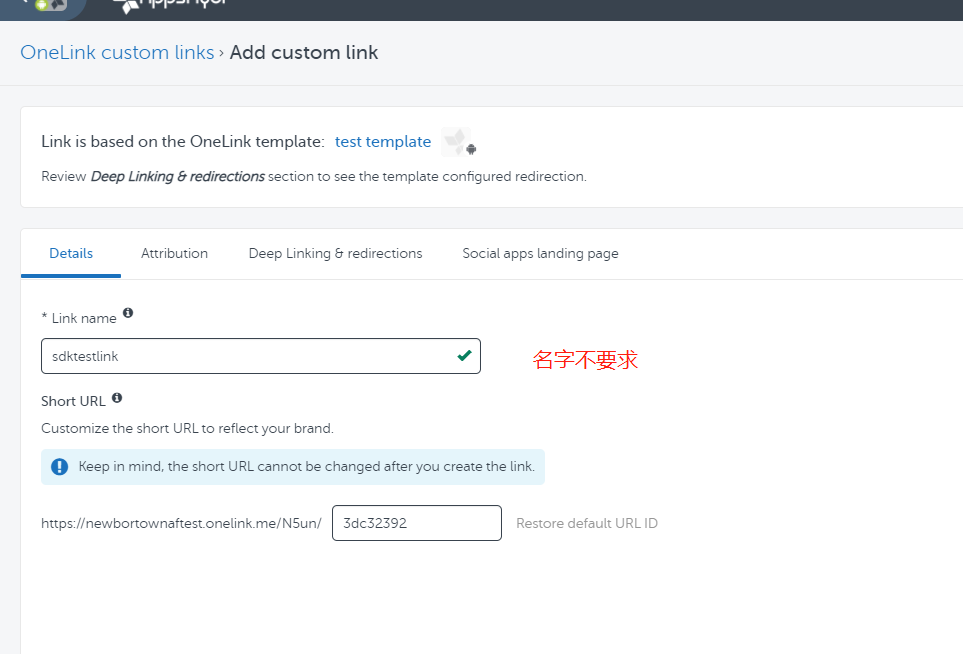 OneLink custom links › Add custom link
Link is based on the OneLink template: test template
Review Deep Linking & redirections section to see the template configured redirection.
Details Attribution Deep Linking & redirections Social apps landing page
* Link name
sdktestlink 名字不要求
Short URL
Customize the short URL to reflect your brand.
Keep in mind, the short URL cannot be changed after you create the link.
https://newbortownaftest.onelink.me/N5un/ 3dc32392 Restore default URL ID